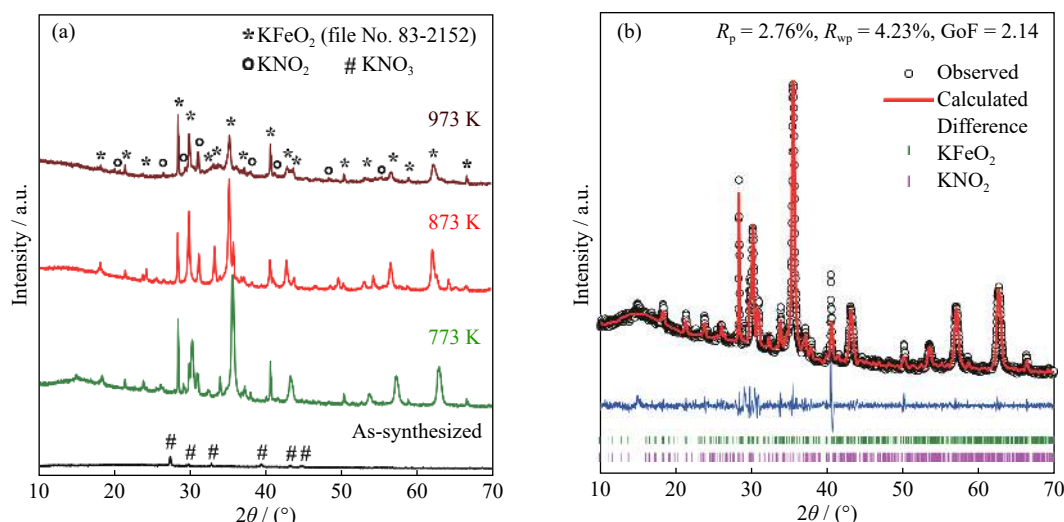 (a)
* KFeO₂ (file No. 83-2152)
KNO₂ # KNO₃
973 K
873 K
773 K
As-synthesized
Intensity / a.u.
10 20 30 40 50 60 70
2θ / (°)
(b)
Rp = 2.76%, Rwp = 4.23%, GoF = 2.14
Observed
Calculated
Difference
KFeO₂
KNO₂
Intensity / a.u.
10 20 30 40 50 60 70
2θ / (°)